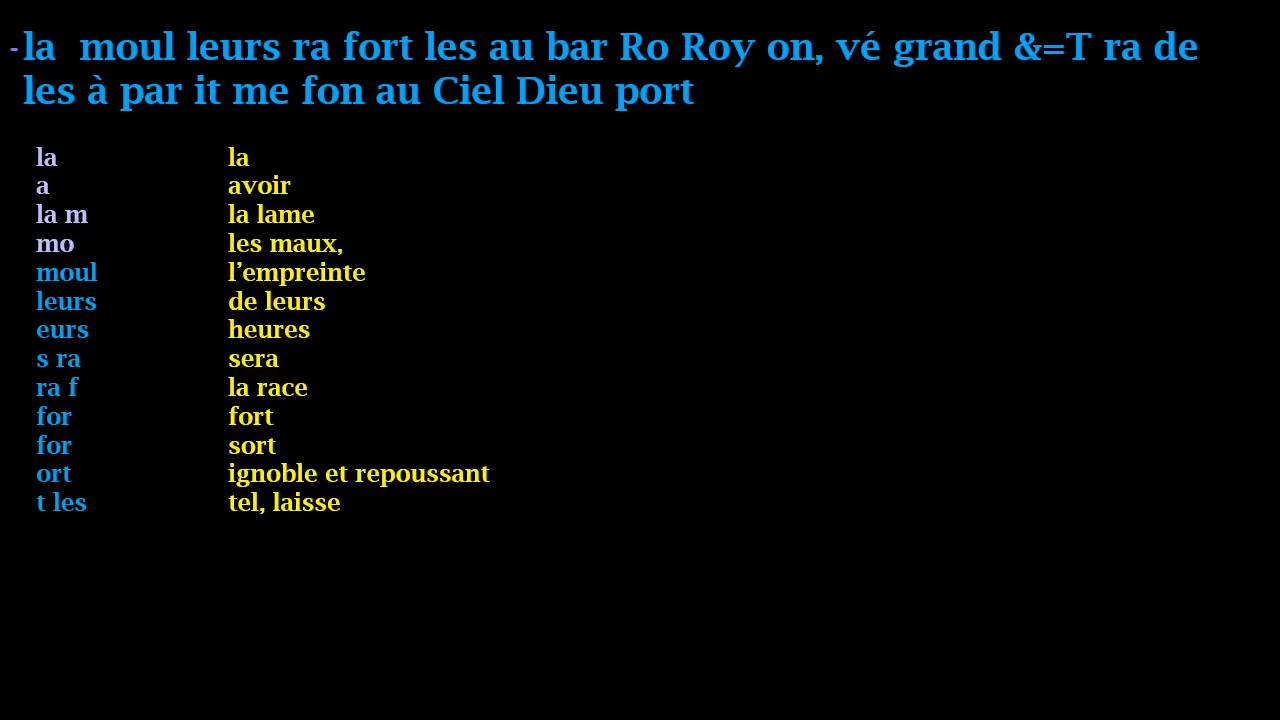 -la  moul leurs ra fort les au bar Ro Roy on, vé grand &=T ra de
les à par it me fon au Ciel Dieu port
la la
a avoir
la m la lame
mo les maux,
moul l’empreinte
leurs de leurs
eurs heures
s ra sera
ra f la race
for fort
for sort
ort ignoble et repoussant
t les tel, laisse